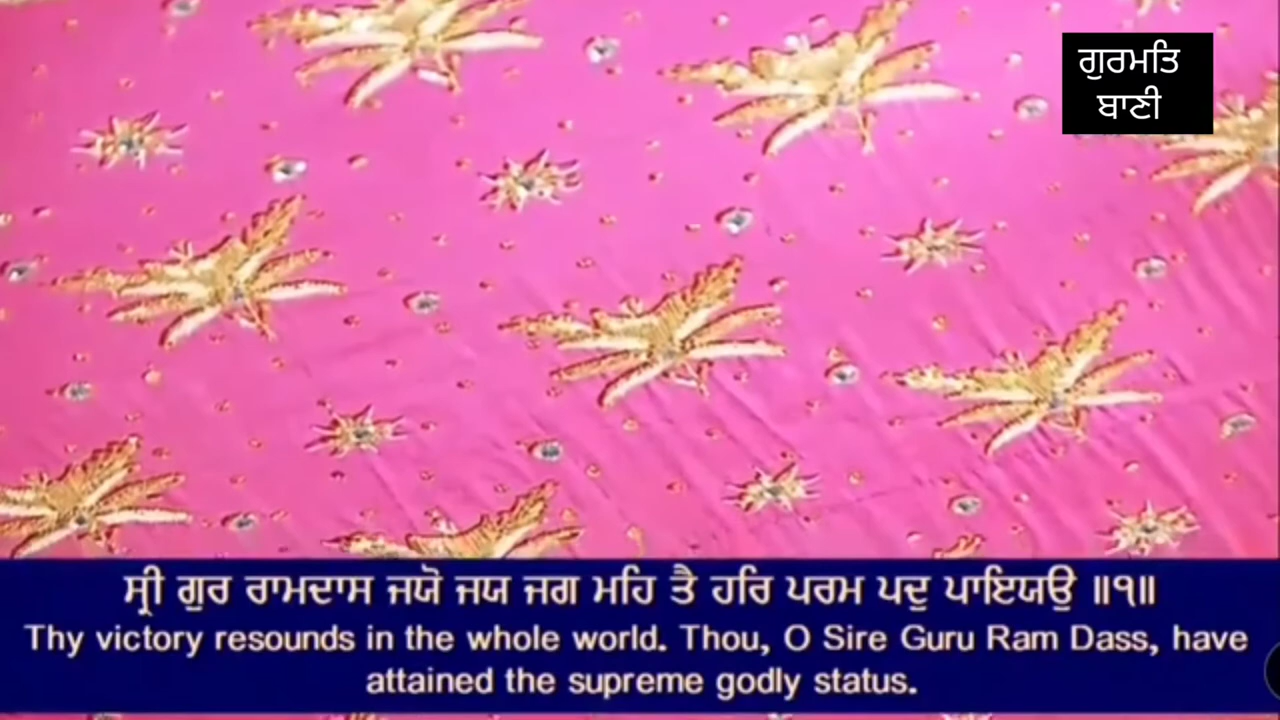 ਗੁਰਮਤਿ
ਬਾਣੀ
ਸ੍ਰੀ ਗੁਰ ਰਾਮਦਾਸ ਜਯੋ ਜਯ ਜਗ ਮਹਿ ਤੈ ਹਰਿ ਪਰਮ ਪਦੁ ਪਾਇਯਉ ॥੧॥
Thy victory resounds in the whole world. Thou, O Sire Guru Ram Dass, have
attained the supreme godly status.